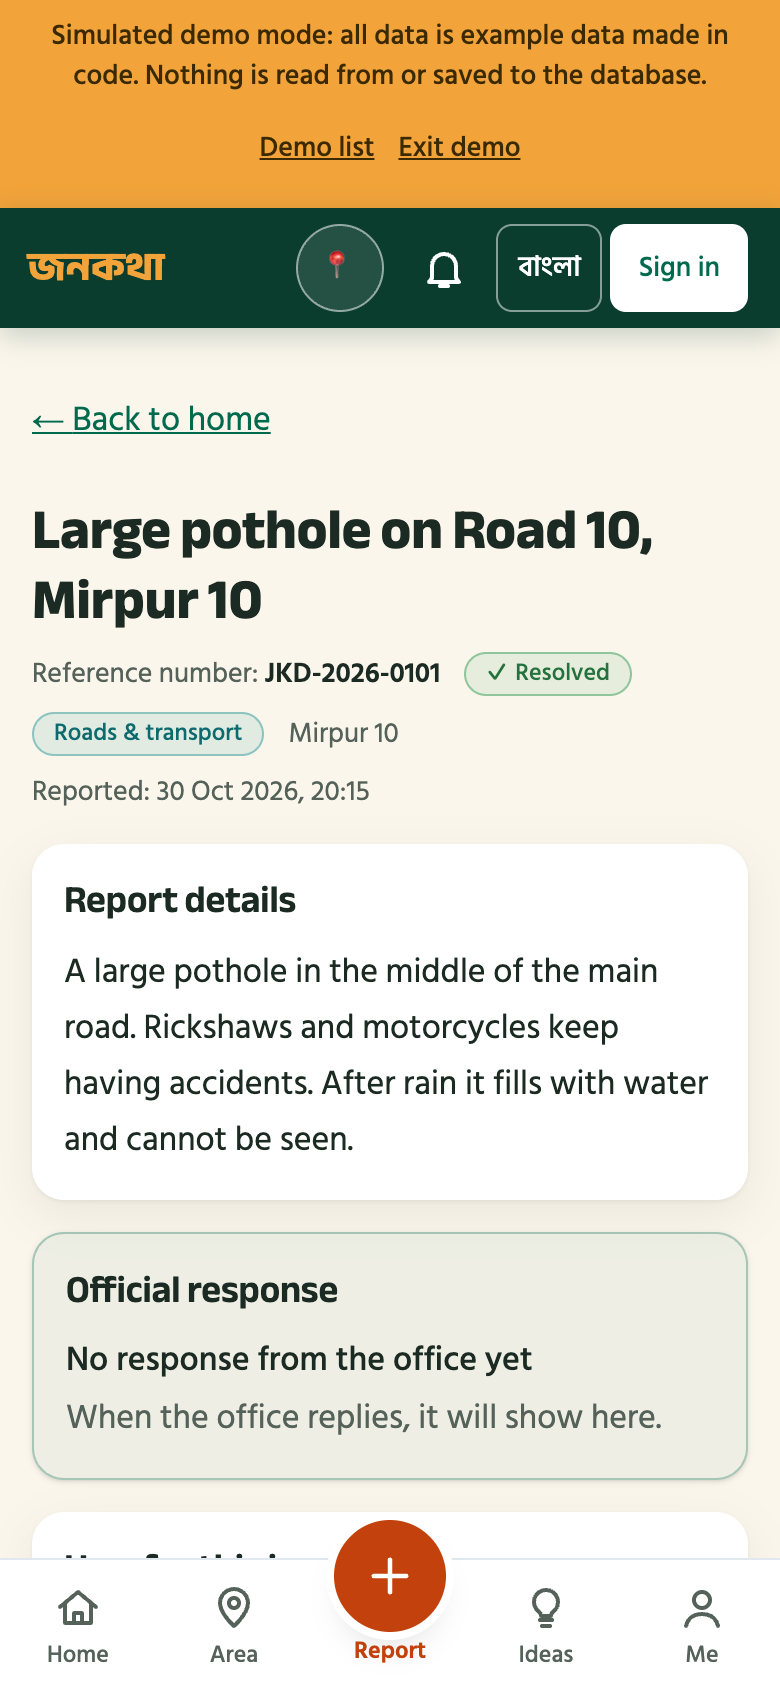 Simulated demo mode: all data is example data made in
code. Nothing is read from or saved to the database.
Demo list Exit demo
জনকথা বাংলা Sign in
← Back to home
Large pothole on Road 10,
Mirpur 10
Reference number: JKD-2026-0101 ✓ Resolved
Roads & transport Mirpur 10
Reported: 30 Oct 2026, 20:15
Report details
A large pothole in the middle of the main
road. Rickshaws and motorcycles keep
having accidents. After rain it fills with water
and cannot be seen.
Official response
No response from the office yet
When the office replies, it will show here.
Home Area Report Ideas Me